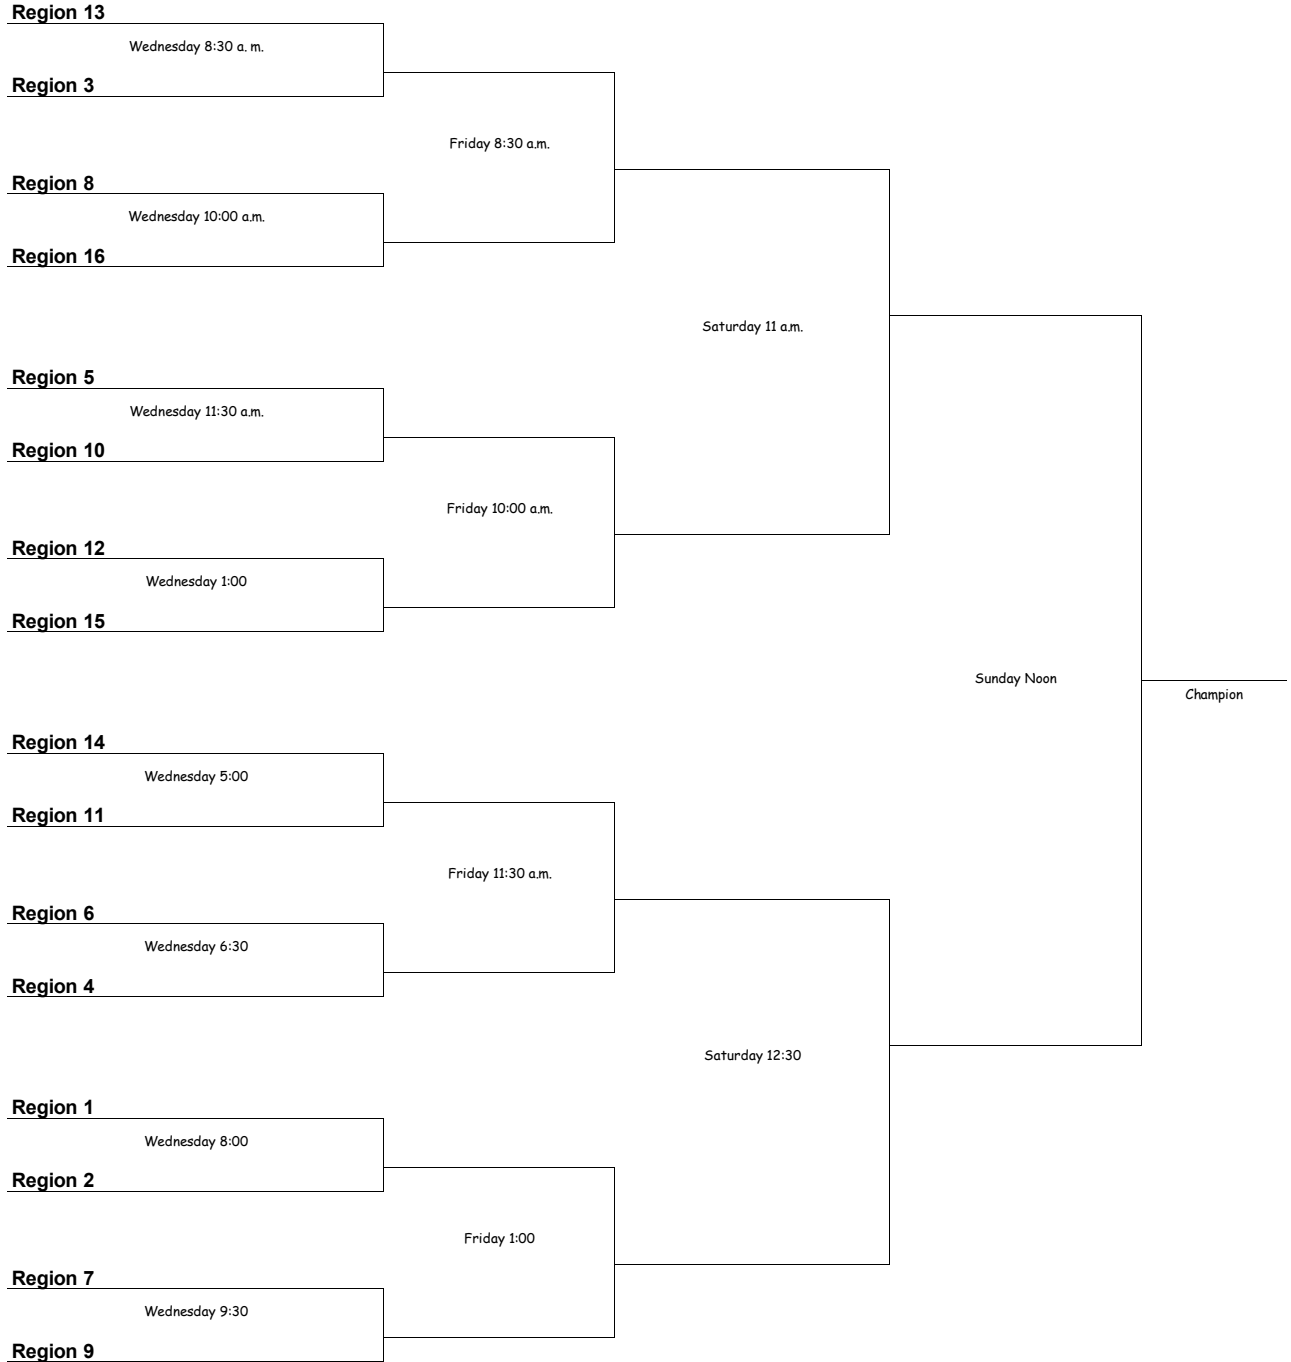 Region 13
Wednesday 8:30 a. m.
Region 3
Friday 8:30 a.m.
Region 8
Wednesday 10:00 a.m.
Region 16
Saturday 11 a.m.
Region 5
Wednesday 11:30 a.m.
Region 10
Friday 10:00 a.m.
Region 12
Wednesday 1:00
Region 15
Sunday Noon
Champion
Region 14
Wednesday 5:00
Region 11
Friday 11:30 a.m.
Region 6
Wednesday 6:30
Region 4
Saturday 12:30
Region 1
Wednesday 8:00
Region 2
Friday 1:00
Region 7
Wednesday 9:30
Region 9